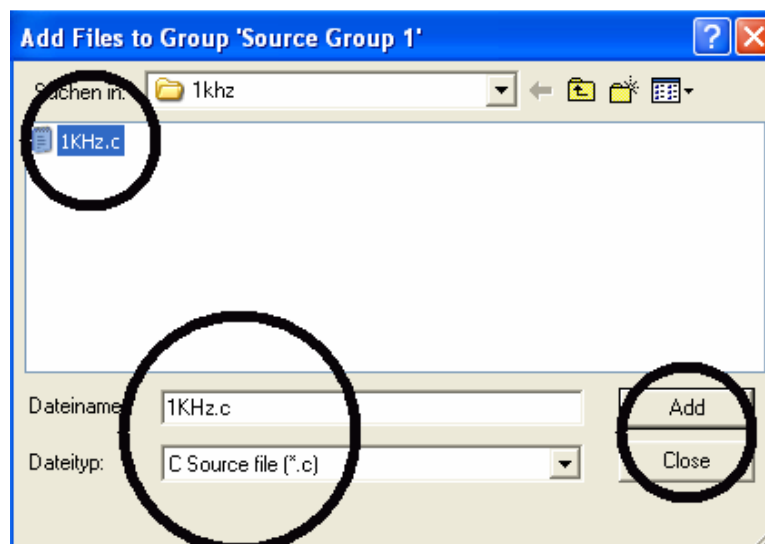 Add Files to Group 'Source Group 1'
Suchen in: 1khz
1KHz.c
Dateiname 1KHz.c
Add
Dateityp: C Source file (*.c)
Close